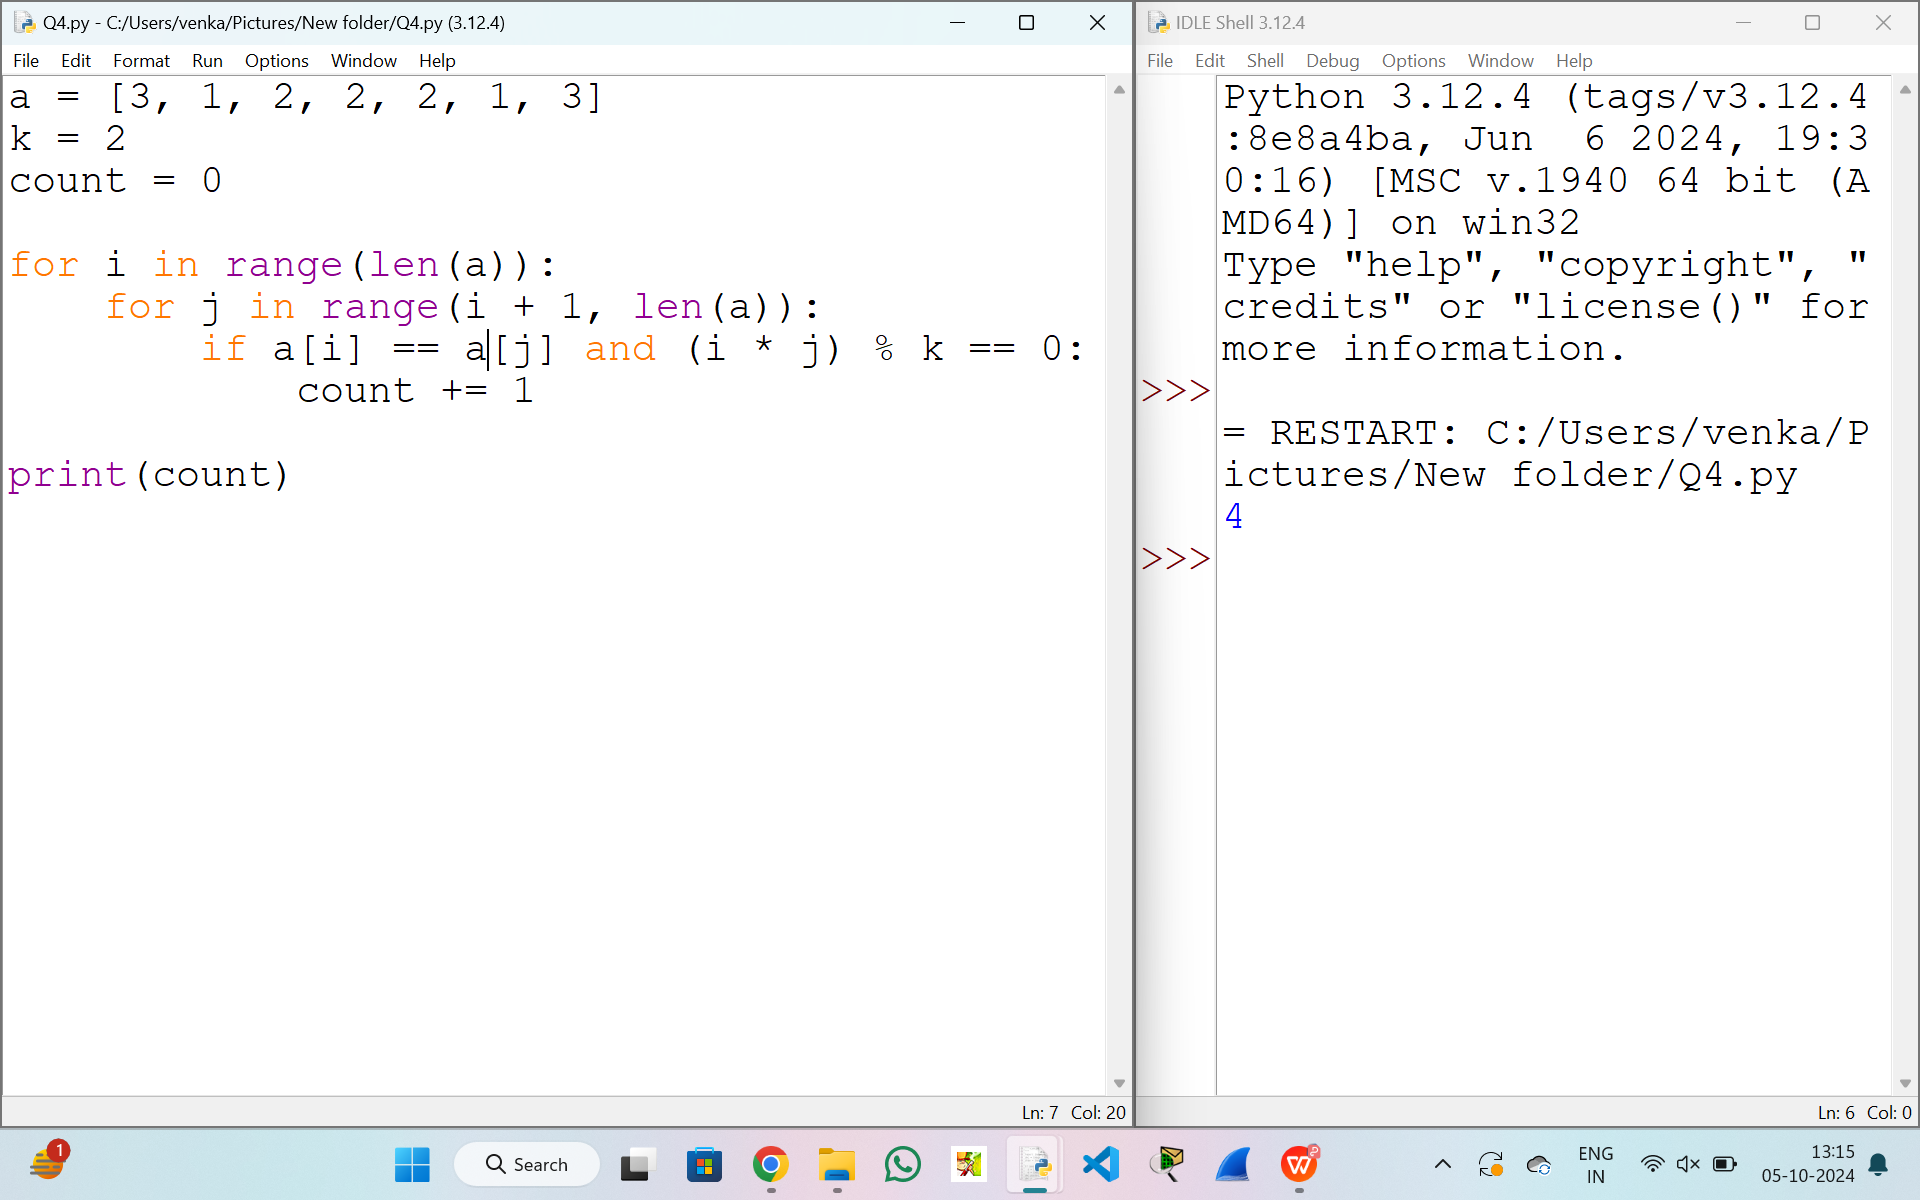 Q4.py - C:/Users/venka/Pictures/New folder/Q4.py (3.12.4)
File Edit Format Run Options Window Help
a = [3, 1, 2, 2, 2, 1, 3]
k = 2
count = 0
for i in range(len(a)):
    for j in range(i + 1, len(a)):
        if a[i] == a[j] and (i * j) % k == 0:
            count += 1
print(count)
Ln: 7 Col: 20
IDLE Shell 3.12.4
File Edit Shell Debug Options Window Help
Python 3.12.4 (tags/v3.12.4
:8e8a4ba, Jun  6 2024, 19:3
0:16) [MSC v.1940 64 bit (A
MD64)] on win32
Type "help", "copyright", "
credits" or "license()" for
more information.
>>>
= RESTART: C:/Users/venka/P
ictures/New folder/Q4.py
4
>>>
Ln: 6 Col: 0
1
Search
W
P
ENG
IN
13:15
05-10-2024